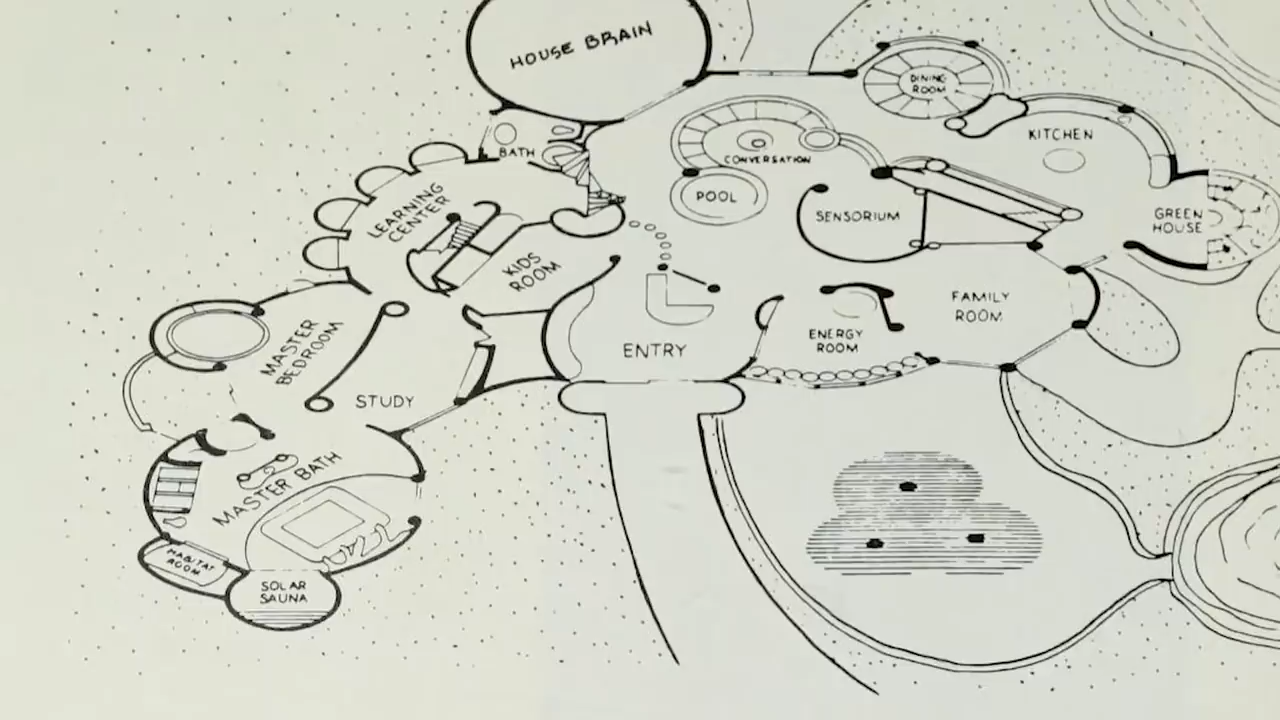 HOUSE BRAIN
DINING
ROOM
KITCHEN
BATH
CONVERSATION
POOL
SENSORIUM
GREEN
HOUSE
LEARNING
CENTER
KIDS
ROOM
FAMILY
ROOM
ENERGY
ROOM
ENTRY
MASTER
BEDROOM
STUDY
MASTER BATH
HABITAT
ROOM
SOLAR
SAUNA